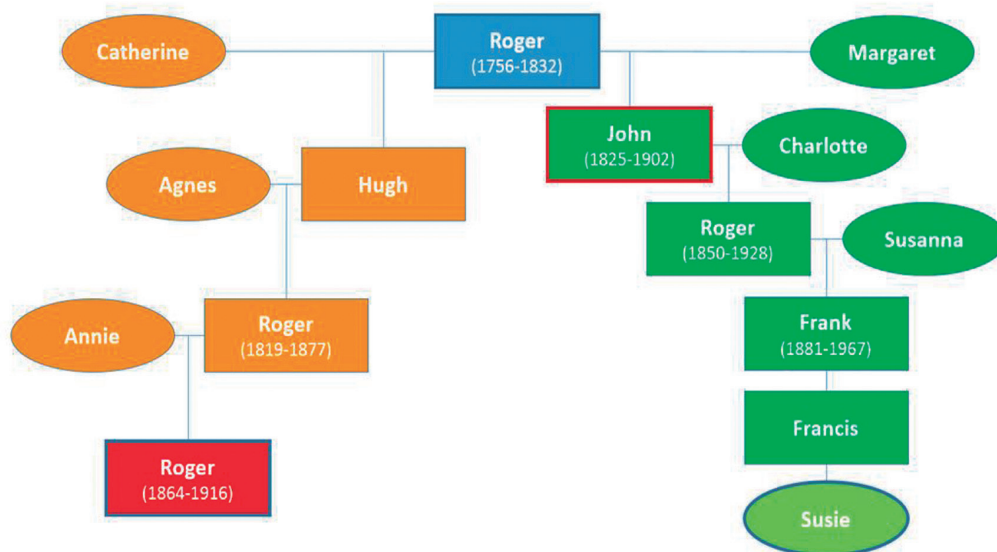 Catherine
Roger
(1756-1832)
Margaret
John
(1825-1902)
Charlotte
Agnes
Hugh
Roger
(1850-1928)
Susanna
Annie
Roger
(1819-1877)
Frank
(1881-1967)
Francis
Roger
(1864-1916)
Susie